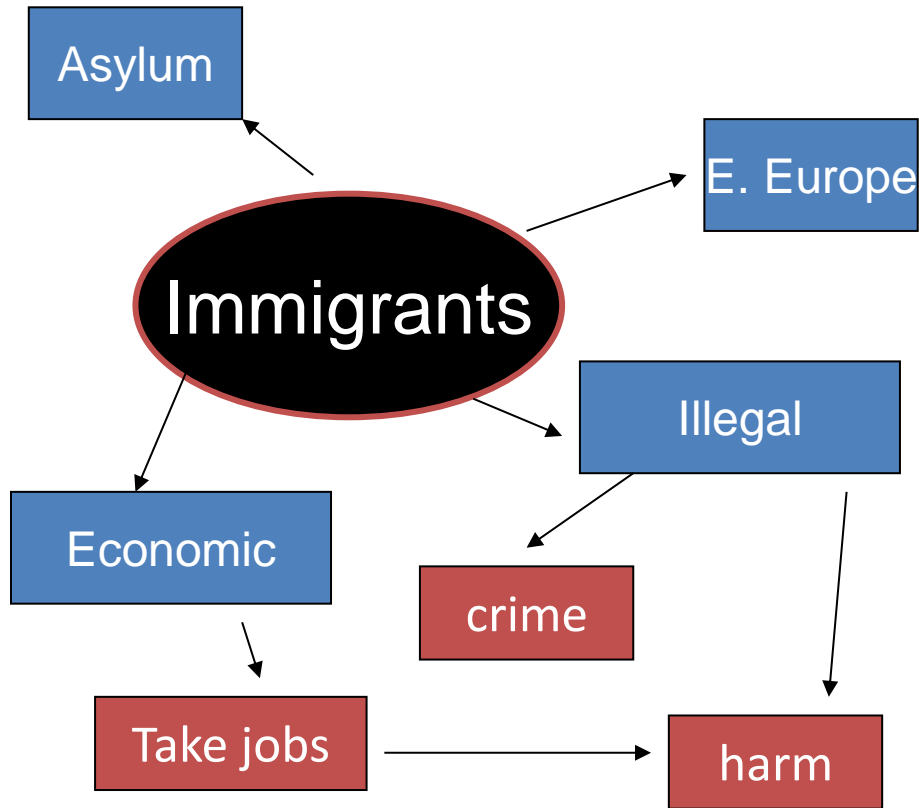 Asylum
E. Europe
Immigrants
Illegal
Economic
crime
Take jobs
harm